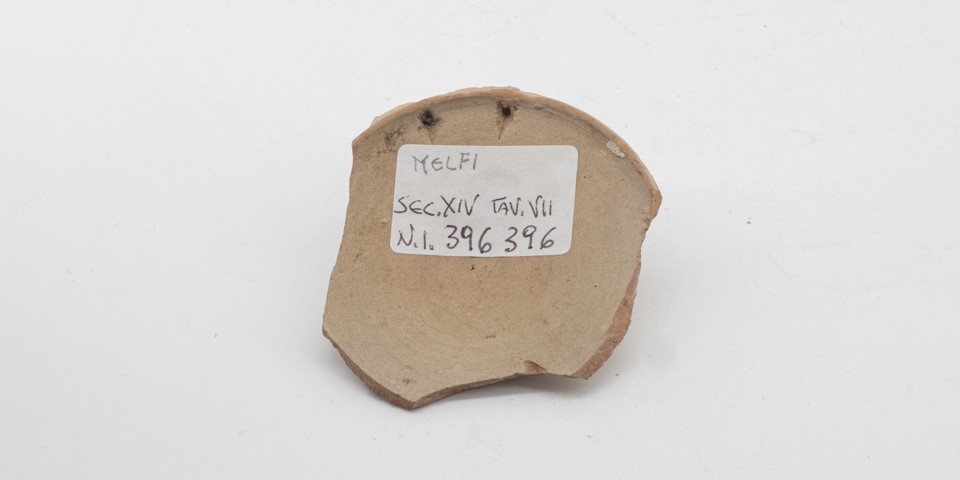 MELFI
SEC. XIV TAV. VII
N.I. 396 396